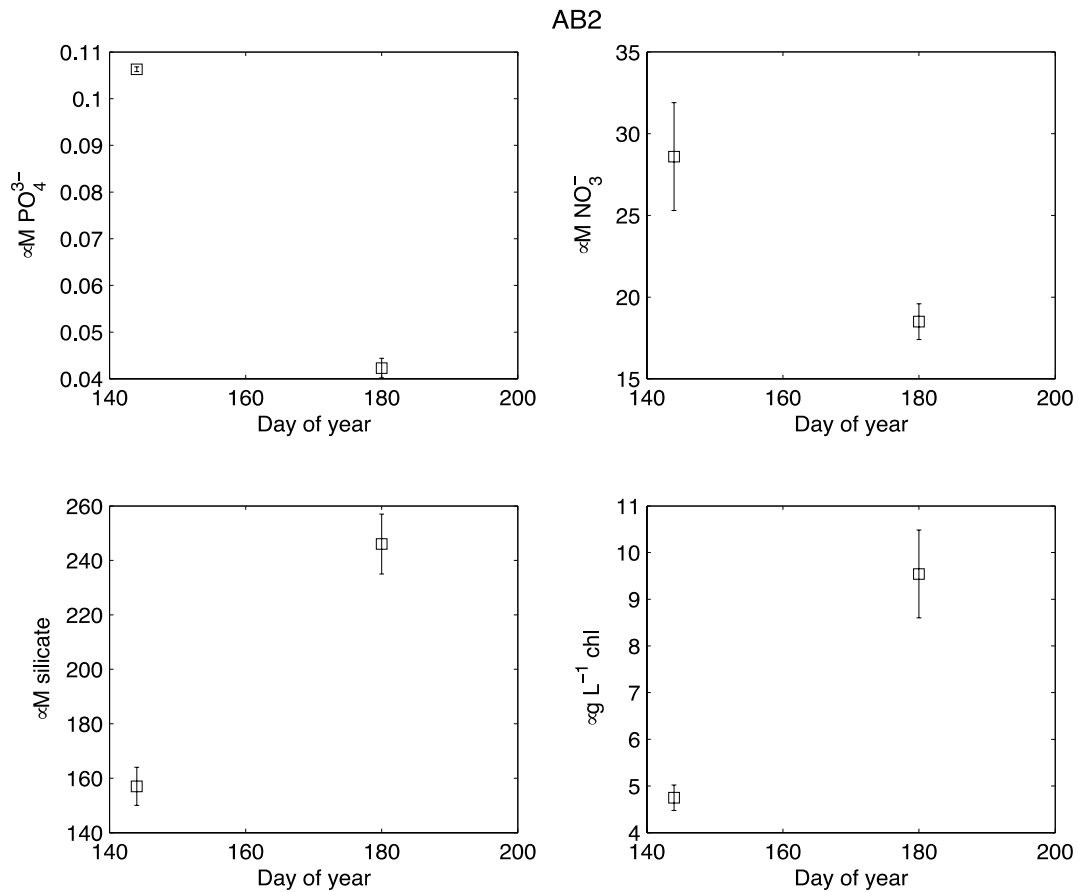 AB2
0.11
0.1
0.09
0.08
0.07
0.06
0.05
0.04
∝M PO₄³⁻
140 160 180 200
Day of year
35
30
25
20
15
∝M NO₃⁻
140 160 180 200
Day of year
260
240
220
200
180
160
140
∝M silicate
140 160 180 200
Day of year
11
10
9
8
7
6
5
4
∝g L⁻¹ chl
140 160 180 200
Day of year